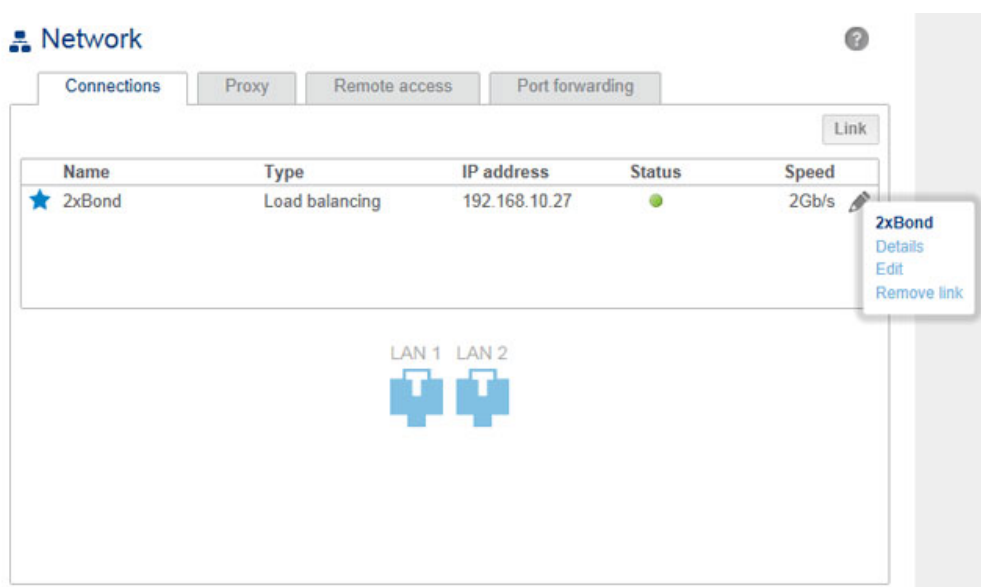 Network
?
Connections Proxy Remote access Port forwarding
Link
Name Type IP address Status Speed
2xBond Load balancing 192.168.10.27 2Gb/s
2xBond
Details
Edit
Remove link
LAN 1 LAN 2